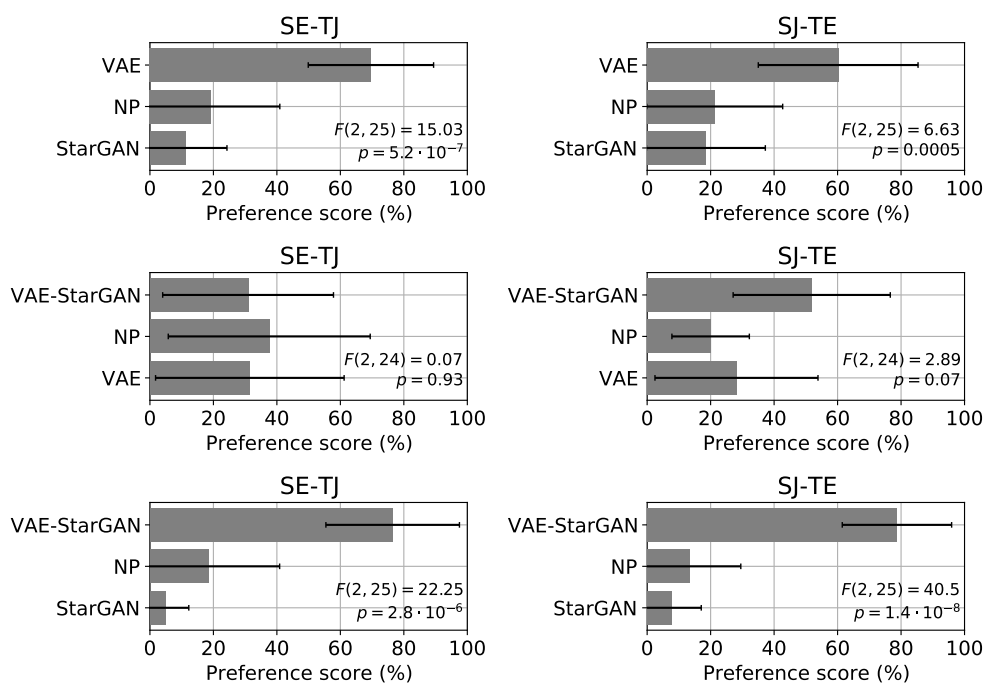 SE-TJ
VAE
NP
StarGAN
F(2, 25) = 15.03
p = 5.2 · 10⁻⁷
0 20 40 60 80 100
Preference score (%)
SJ-TE
VAE
NP
StarGAN
F(2, 25) = 6.63
p = 0.0005
0 20 40 60 80 100
Preference score (%)
SE-TJ
VAE-StarGAN
NP
VAE
F(2, 24) = 0.07
p = 0.93
0 20 40 60 80 100
Preference score (%)
SJ-TE
VAE-StarGAN
NP
VAE
F(2, 24) = 2.89
p = 0.07
0 20 40 60 80 100
Preference score (%)
SE-TJ
VAE-StarGAN
NP
StarGAN
F(2, 25) = 22.25
p = 2.8 · 10⁻⁶
0 20 40 60 80 100
Preference score (%)
SJ-TE
VAE-StarGAN
NP
StarGAN
F(2, 25) = 40.5
p = 1.4 · 10⁻⁸
0 20 40 60 80 100
Preference score (%)